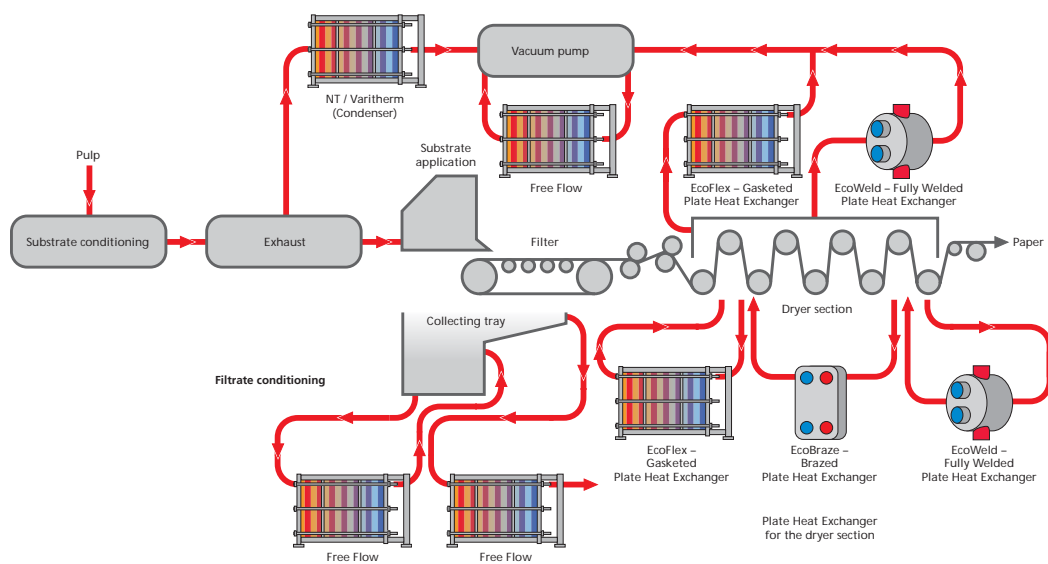 Vacuum pump
NT / Varitherm
(Condenser)
Substrate
application
Free Flow
EcoFlex – Gasketed
Plate Heat Exchanger
EcoWeld – Fully Welded
Plate Heat Exchanger
Pulp
Substrate conditioning
Exhaust
Filter
Paper
Dryer section
Collecting tray
Filtrate conditioning
EcoFlex –
Gasketed
Plate Heat Exchanger
EcoBraze –
Brazed
Plate Heat Exchanger
EcoWeld –
Fully Welded
Plate Heat Exchanger
Free Flow
Free Flow
Plate Heat Exchanger
for the dryer section